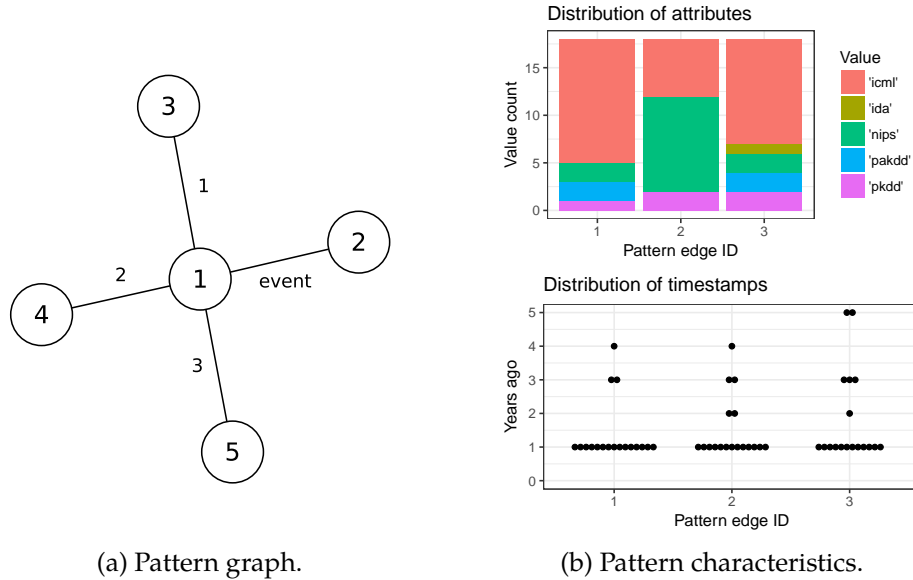 3
1
2
2
1
event
4
3
5
(a) Pattern graph.
Distribution of attributes
15
10
5
0
Value count
1 2 3
Pattern edge ID
Value
'icml'
'ida'
'nips'
'pakdd'
'pkdd'
Distribution of timestamps
5
4
3
2
1
0
Years ago
1 2 3
Pattern edge ID
(b) Pattern characteristics.